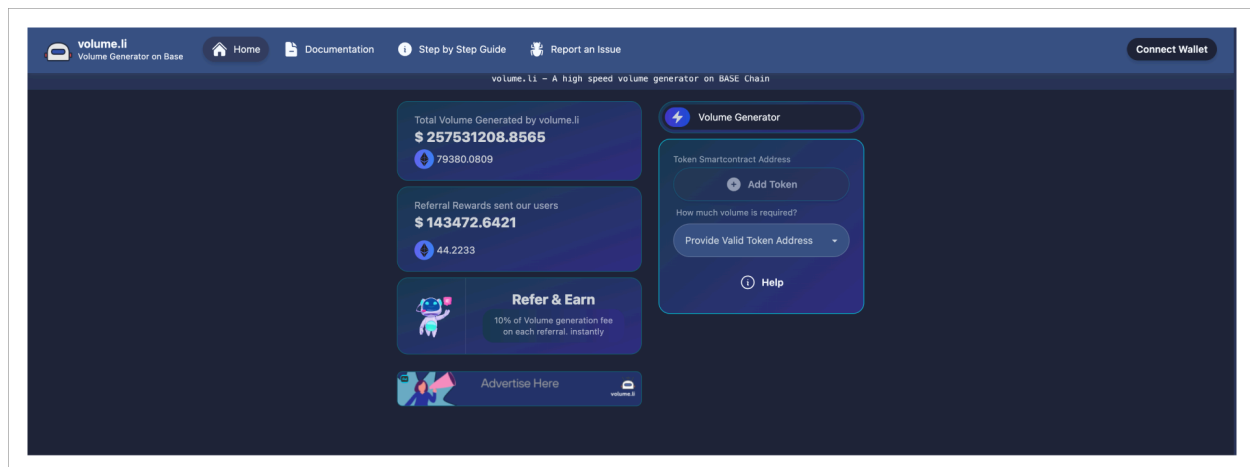 volume.li
Volume Generator on Base
Home
Documentation
Step by Step Guide
Report an Issue
Connect Wallet
volume.li - A high speed volume generator on BASE Chain
Total Volume Generated by volume.li
$ 257531208.8565
79380.0809
Referral Rewards sent our users
$ 143472.6421
44.2233
Refer & Earn
10% of Volume generation fee
on each referral. instantly
Advertise Here
volume.li
Volume Generator
Token Smartcontract Address
Add Token
How much volume is required?
Provide Valid Token Address
Help